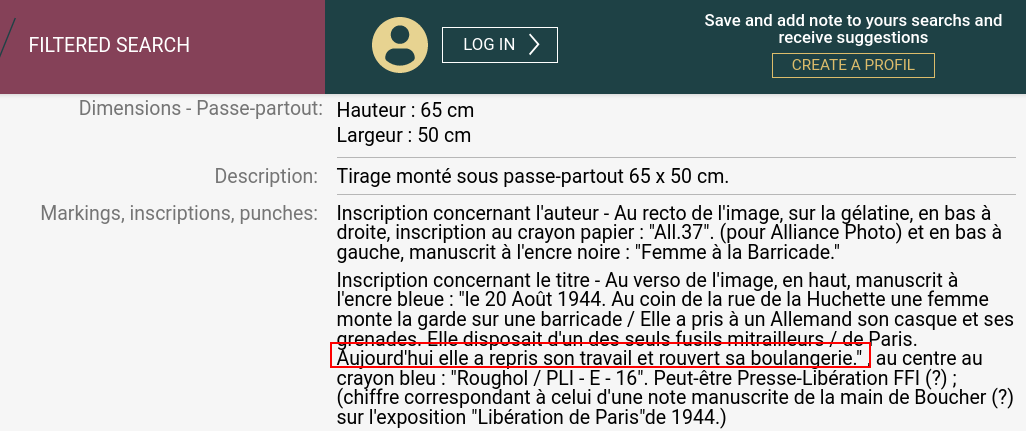 FILTERED SEARCH
LOG IN
Save and add note to yours searchs and
receive suggestions
CREATE A PROFIL
Dimensions - Passe-partout:
Hauteur : 65 cm
Largeur : 50 cm
Description:
Tirage monté sous passe-partout 65 x 50 cm.
Markings, inscriptions, punches:
Inscription concernant l'auteur - Au recto de l'image, sur la gélatine, en bas à
droite, inscription au crayon papier : "All.37". (pour Alliance Photo) et en bas à
gauche, manuscrit à l'encre noire : "Femme à la Barricade."
Inscription concernant le titre - Au verso de l'image, en haut, manuscrit à
l'encre bleue : "le 20 Août 1944. Au coin de la rue de la Huchette une femme
monte la garde sur une barricade / Elle a pris à un Allemand son casque et ses
grenades. Elle disposait d'un des seuls fusils mitrailleurs / de Paris.
Aujourd'hui elle a repris son travail et rouvert sa boulangerie." , au centre au
crayon bleu : "Roughol / PLI - E - 16". Peut-être Presse-Libération FFI (?) ;
(chiffre correspondant à celui d'une note manuscrite de la main de Boucher (?)
sur l'exposition "Libération de Paris"de 1944.)